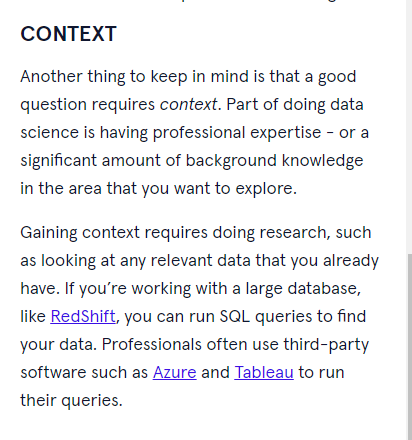 CONTEXT
Another thing to keep in mind is that a good
question requires context. Part of doing data
science is having professional expertise - or a
significant amount of background knowledge
in the area that you want to explore.
Gaining context requires doing research, such
as looking at any relevant data that you already
have. If you’re working with a large database,
like RedShift, you can run SQL queries to find
your data. Professionals often use third-party
software such as Azure and Tableau to run
their queries.